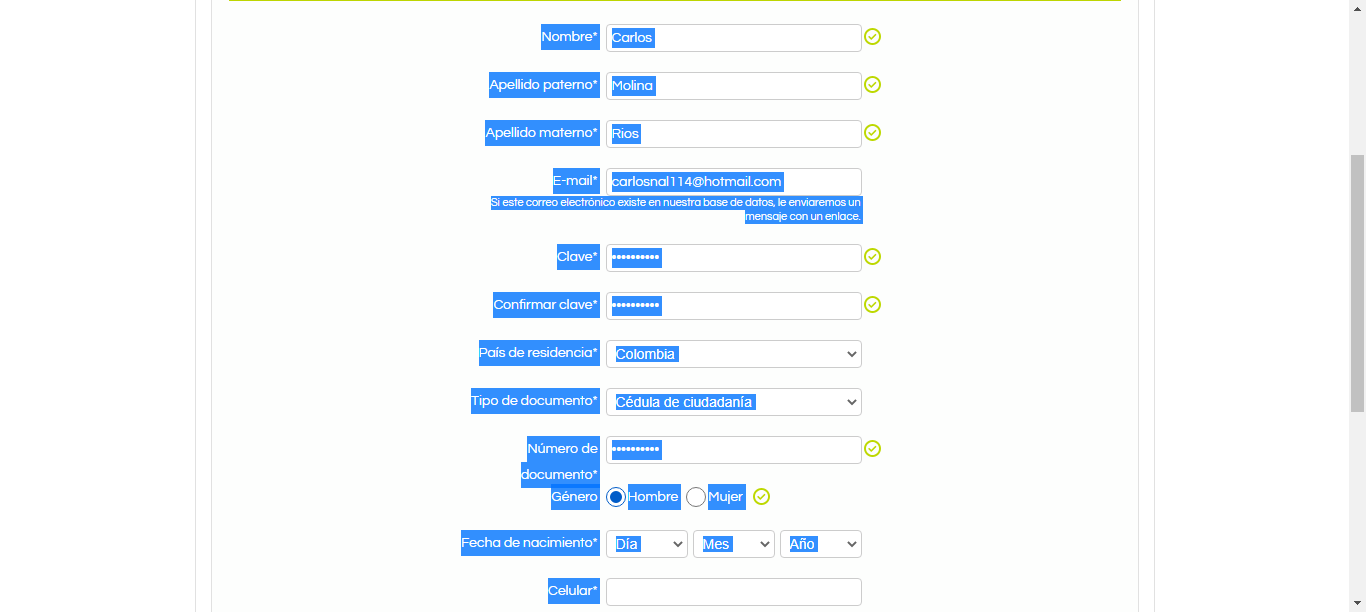 Nombre* Carlos
Apellido paterno* Molina
Apellido materno* Rios
E-mail* carlosnal114@hotmail.com
Si este correo electrónico existe en nuestra base de datos, le enviaremos un
mensaje con un enlace.
Clave* ••••••••••
Confirmar clave* ••••••••••
País de residencia* Colombia
Tipo de documento* Cédula de ciudadanía
Número de ••••••••••
documento*
Género Hombre Mujer
Fecha de nacimiento* Día Mes Año
Celular*